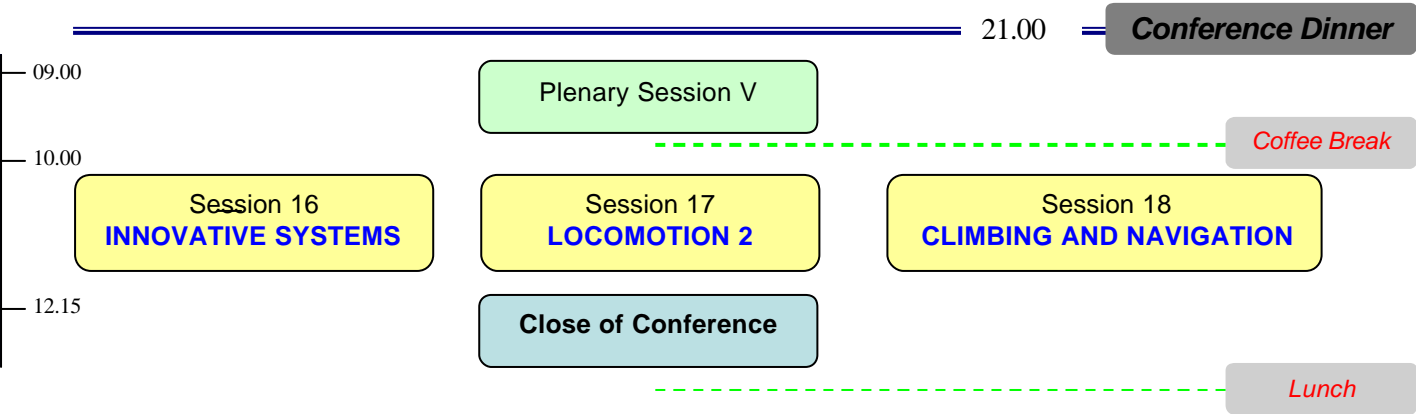 21.00
Conference Dinner
09.00
Plenary Session V
Coffee Break
10.00
Session 16
INNOVATIVE SYSTEMS
Session 17
LOCOMOTION 2
Session 18
CLIMBING AND NAVIGATION
12.15
Close of Conference
Lunch